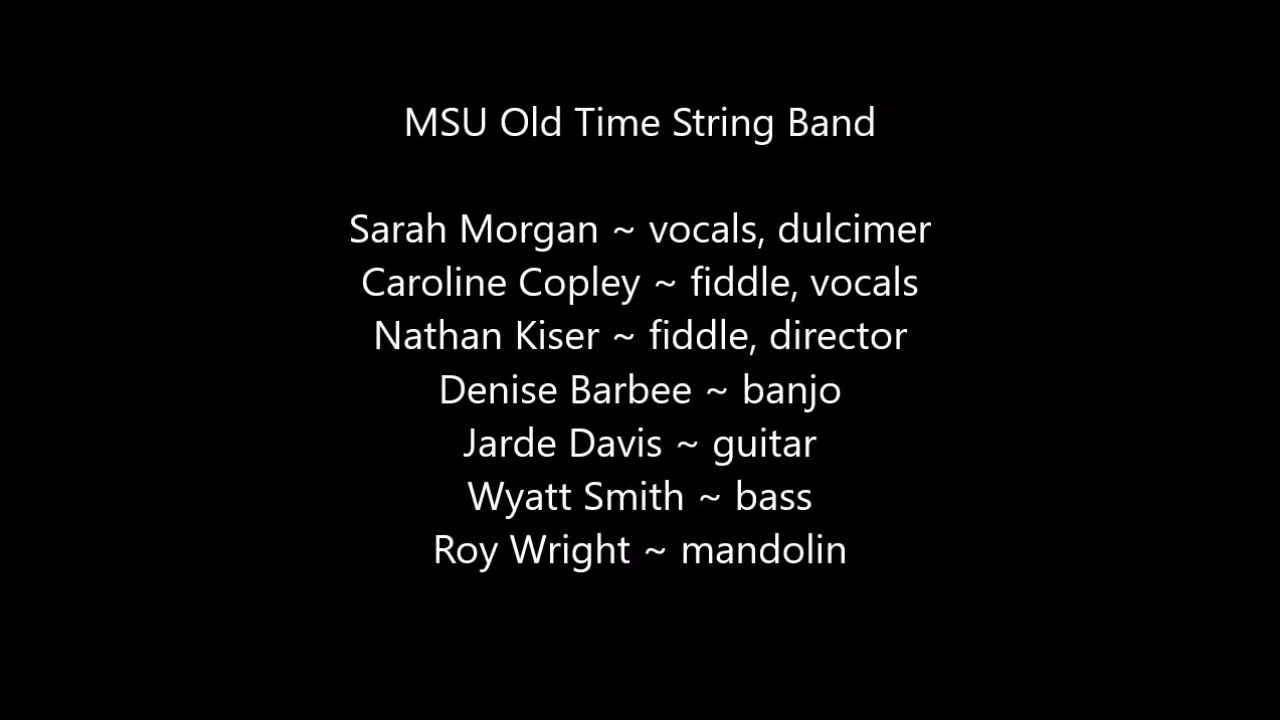 MSU Old Time String Band
Sarah Morgan ~ vocals, dulcimer
Caroline Copley ~ fiddle, vocals
Nathan Kiser ~ fiddle, director
Denise Barbee ~ banjo
Jarde Davis ~ guitar
Wyatt Smith ~ bass
Roy Wright ~ mandolin